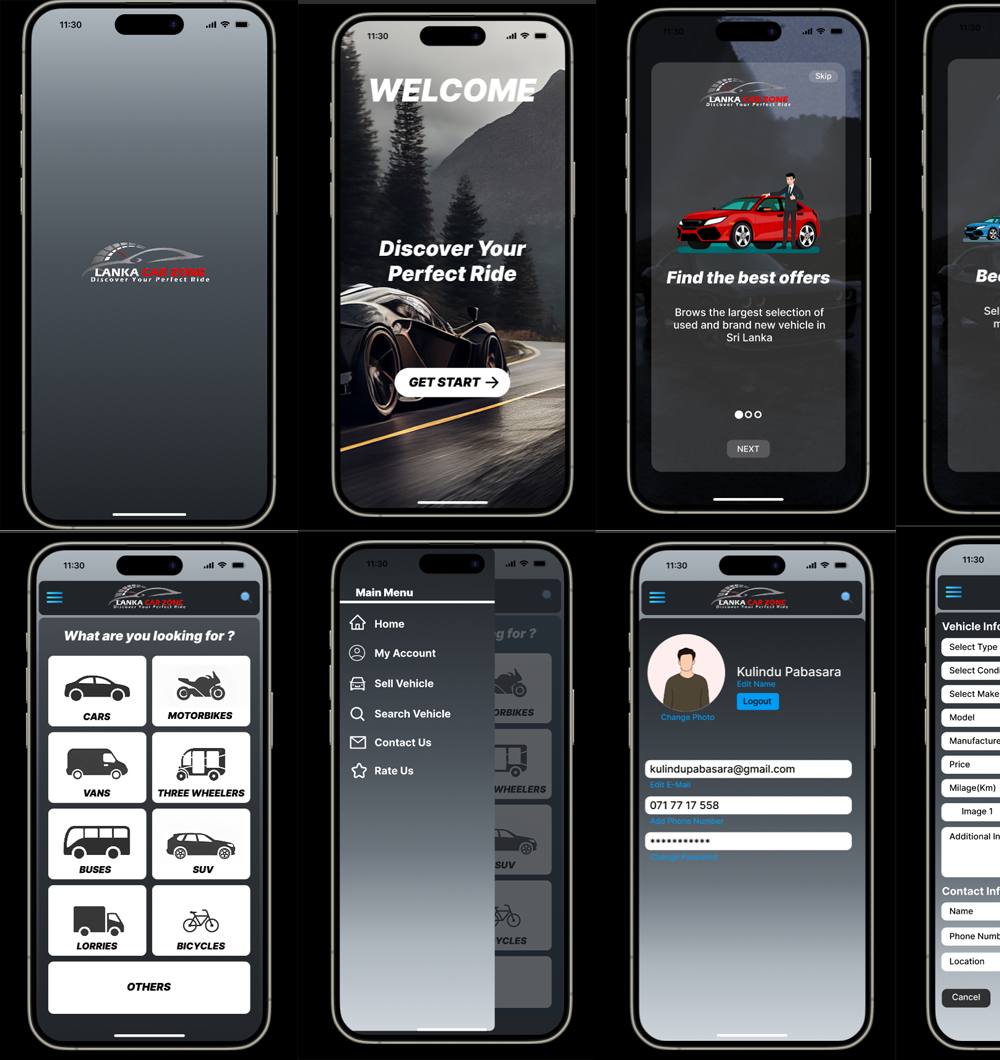 11:30
LANKA CAR ZONE
Discover Your Perfect Ride
11:30
WELCOME
Discover Your
Perfect Ride
GET START
11:30
Skip
LANKA CAR ZONE
Discover Your Perfect Ride
Find the best offers
Brows the largest selection of
used and brand new vehicle in
Sri Lanka
NEXT
Bec
Sel
m
11:30
LANKA CAR ZONE
Discover Your Perfect Ride
What are you looking for ?
CARS
MOTORBIKES
VANS
THREE WHEELERS
BUSES
SUV
LORRIES
BICYCLES
OTHERS
11:30
Main Menu
Home
My Account
Sell Vehicle
Search Vehicle
Contact Us
Rate Us
g for ?
ORBIKES
WHEELERS
SUV
YCLES
11:30
LANKA CAR ZONE
Discover Your Perfect Ride
Kulindu Pabasara
Edit Name
Logout
Change Photo
kulindupabasara@gmail.com
Edit E-Mail
071 77 17 558
Add Phone Number
***********
Change Password
11:30
Vehicle Info
Select Type
Select Condi
Select Make
Model
Manufacture
Price
Milage(Km)
Image 1
Additional In
Contact Inf
Name
Phone Numb
Location
Cancel